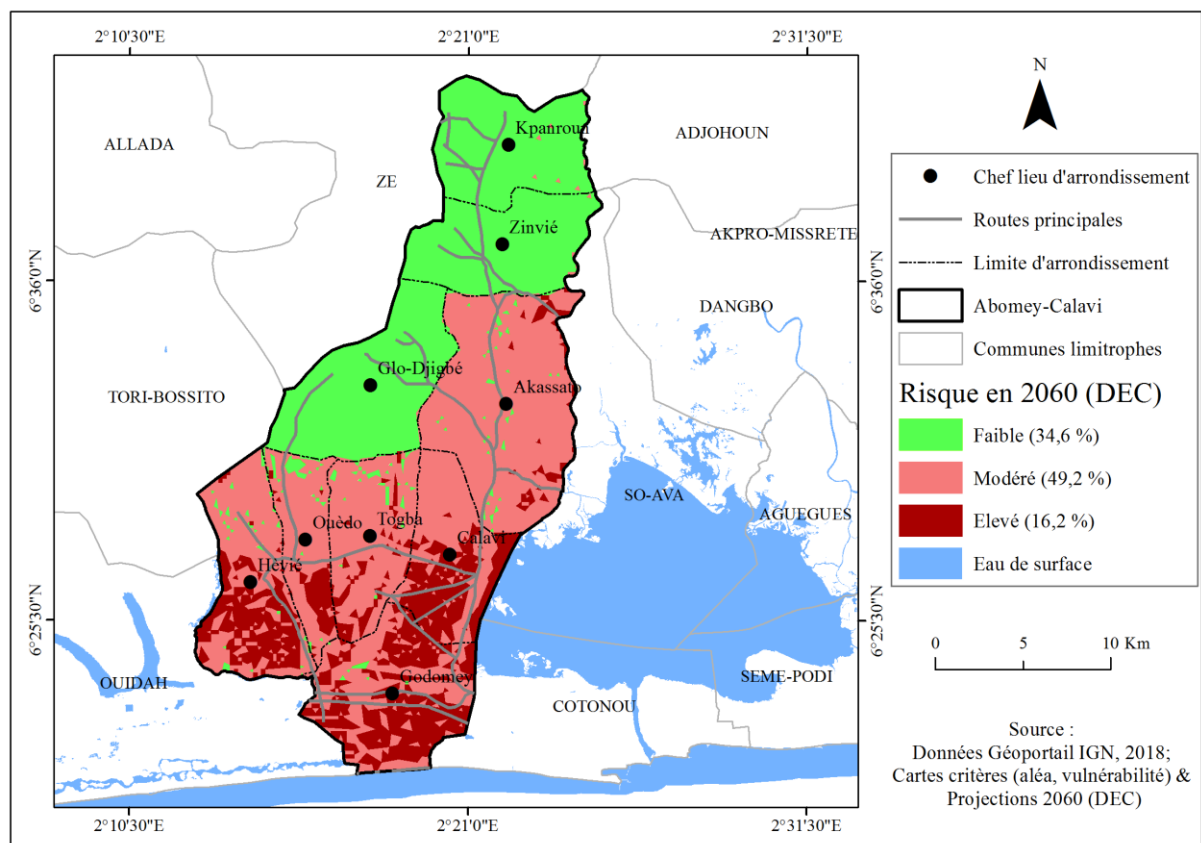 2°10'30"E
2°21'0"E
2°31'30"E
N
Kpanroun
ADJOHOUN
ALLADA
ZE
Zinvié
AKPRO-MISSRETE
6°36'0"N
6°36'0"N
DANGBO
Glo-Djigbé
TORI-BOSSITO
Akassato
SO-AVA
AGUEGUES
Ouèdo
Togba
Calavi
Hêvié
6°25'30"N
6°25'30"N
OUIDAH
Godomey
SEME-PODI
COTONOU
2°10'30"E
2°21'0"E
2°31'30"E
Chef lieu d'arrondissement
Routes principales
Limite d'arrondissement
Abomey-Calavi
Communes limitrophes
Risque en 2060 (DEC)
Faible (34,6 %)
Modéré (49,2 %)
Elevé (16,2 %)
Eau de surface
0 5 10 Km
Source :
Données Géoportail IGN, 2018;
Cartes critères (aléa, vulnérabilité) &
Projections 2060 (DEC)